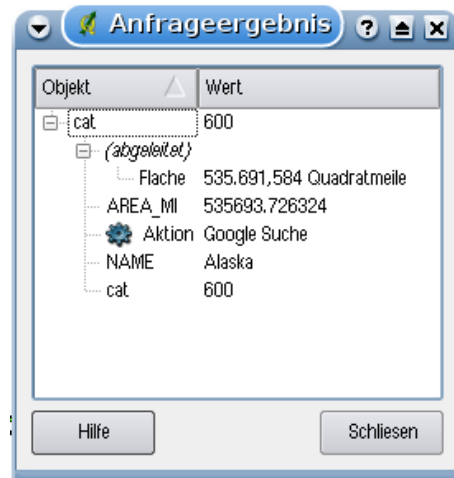 Anfrageergebnis
Objekt Wert
cat 600
(abgeleitet)
Flache 535.691,584 Quadratmeile
AREA_MI 535693.726324
Aktion Google Suche
NAME Alaska
cat 600
Hilfe Schliesen